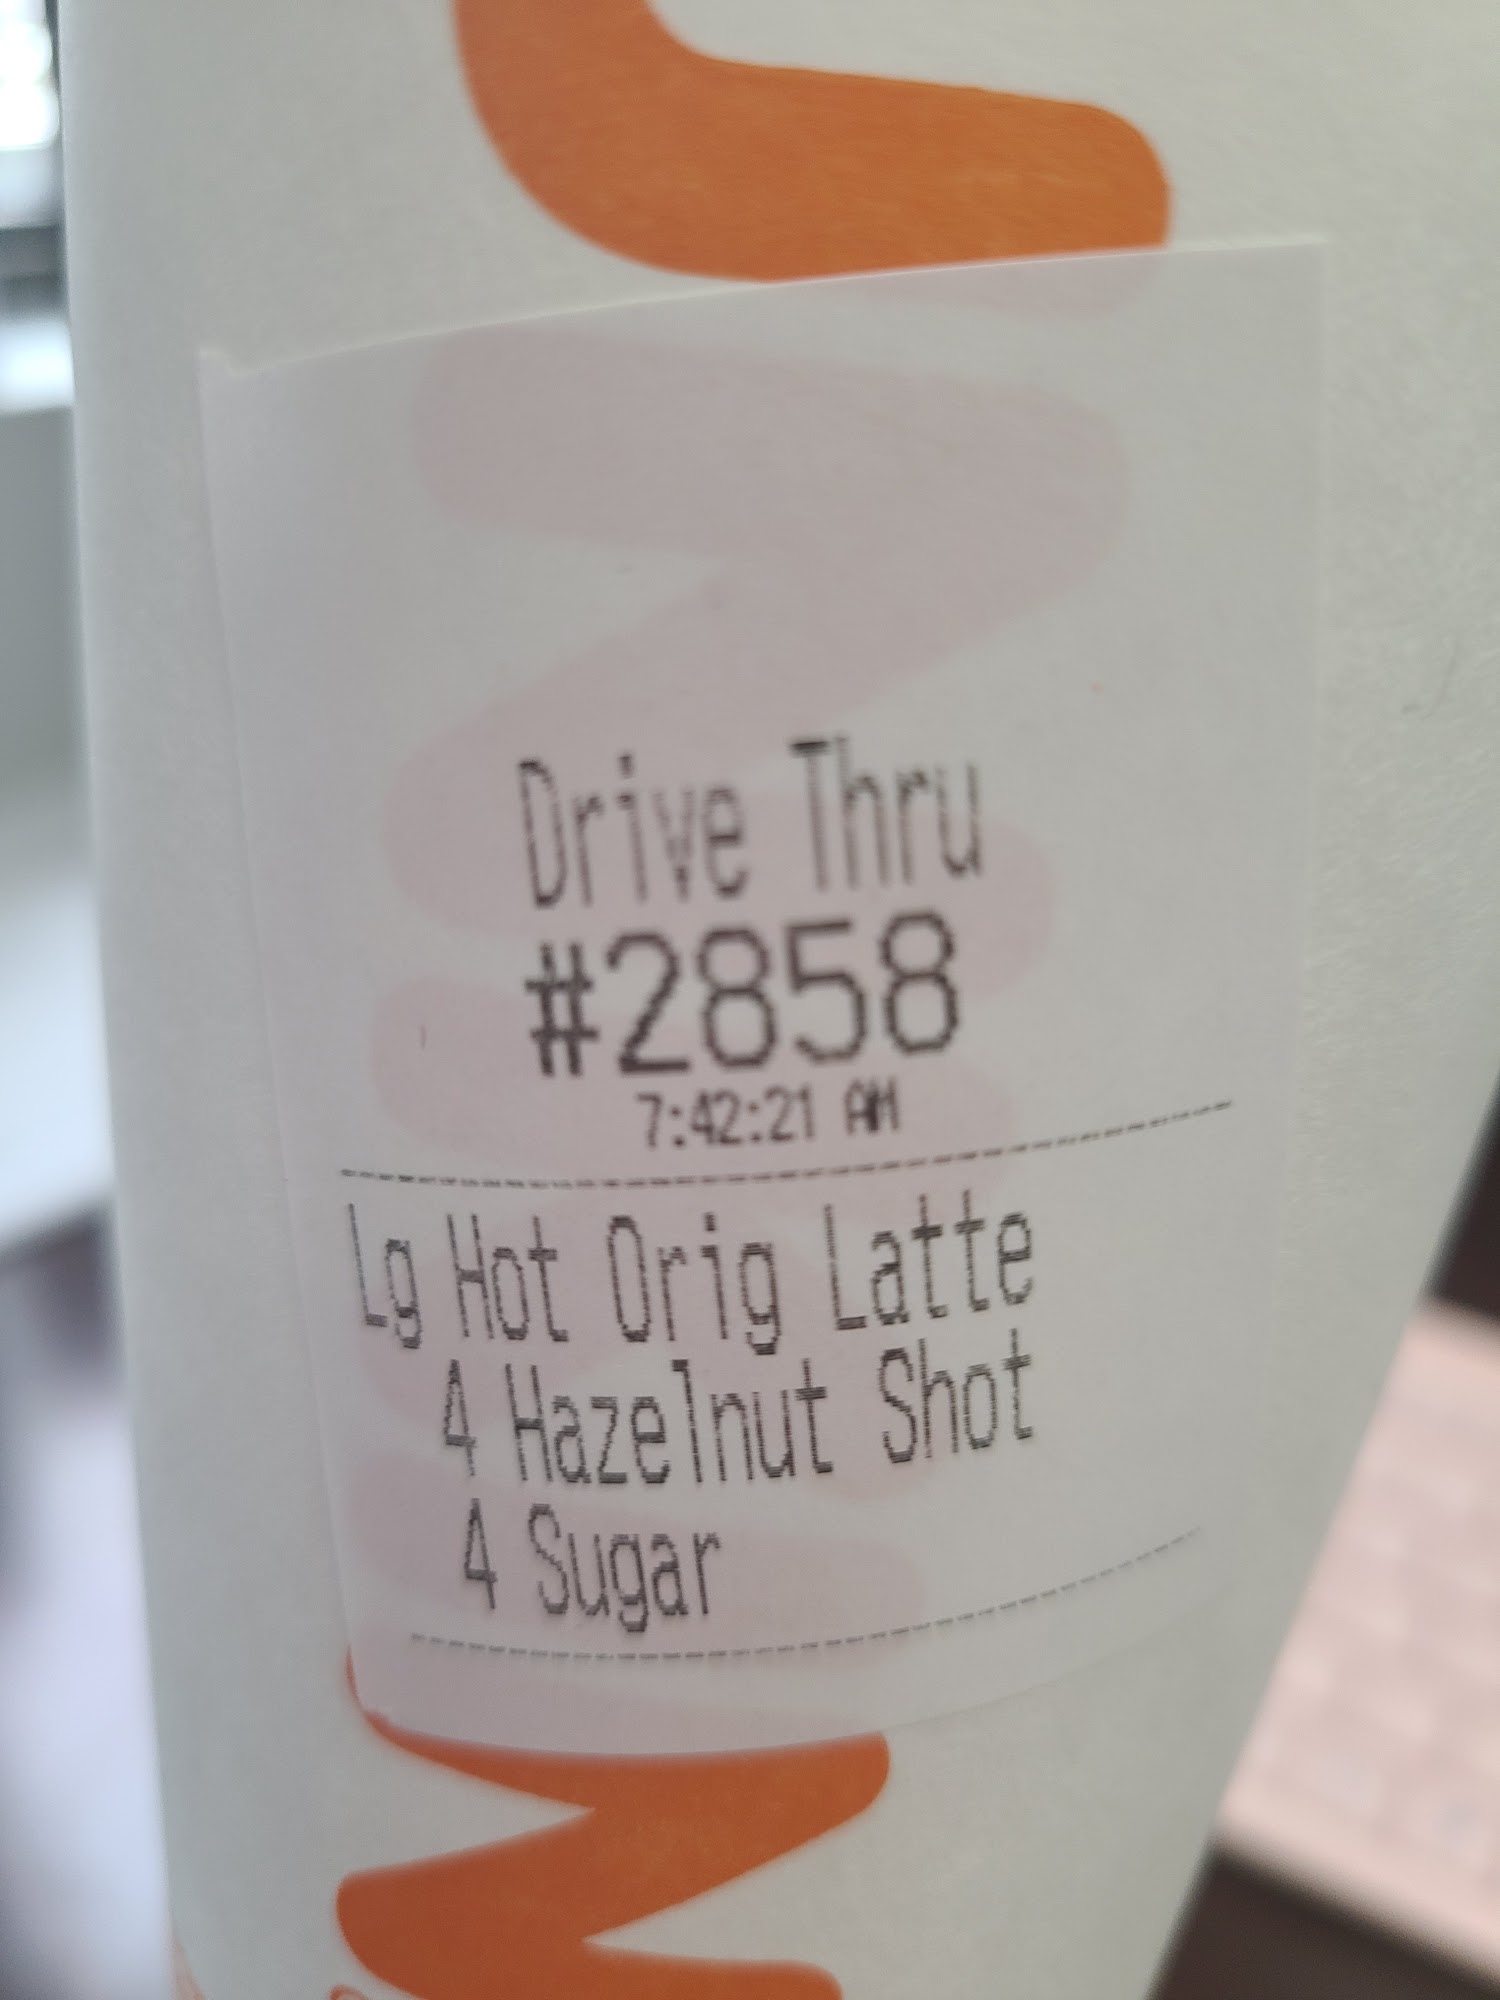 Drive Thru
#2858
7:42:21 AM
Lg Hot Orig Latte
4 Hazelnut Shot
4 Sugar